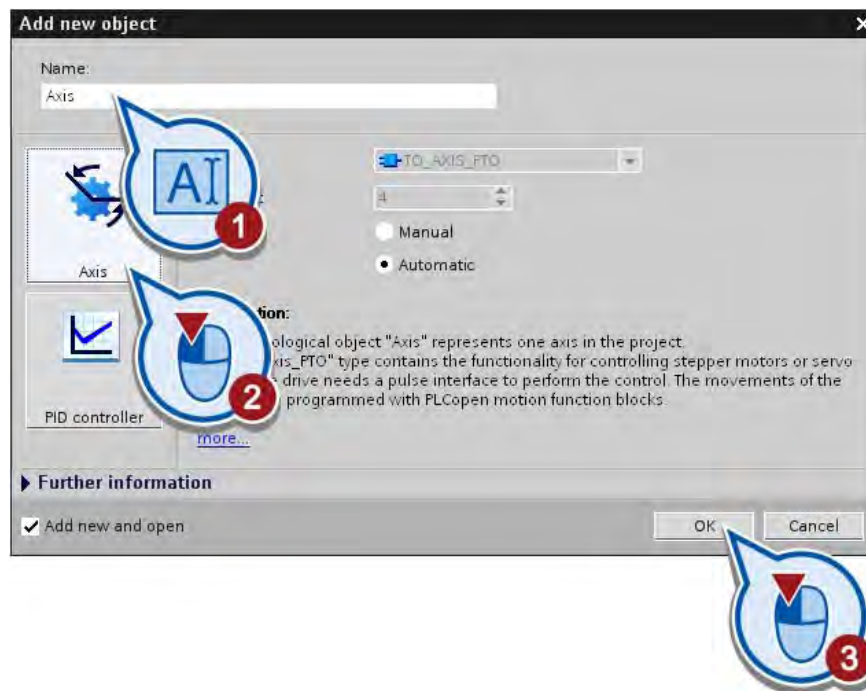 Add new object
Name:
Axis
TO_AXIS_PTO
4
Manual
AI
1
Automatic
Axis
tion:
ological object "Axis" represents one axis in the project.
xis_PTO" type contains the functionality for controlling stepper motors or servo
drive needs a pulse interface to perform the control. The movements of the
2
programmed with PLCopen motion function blocks.
PID controller
more...
Further information
Add new and open
OK
Cancel
3